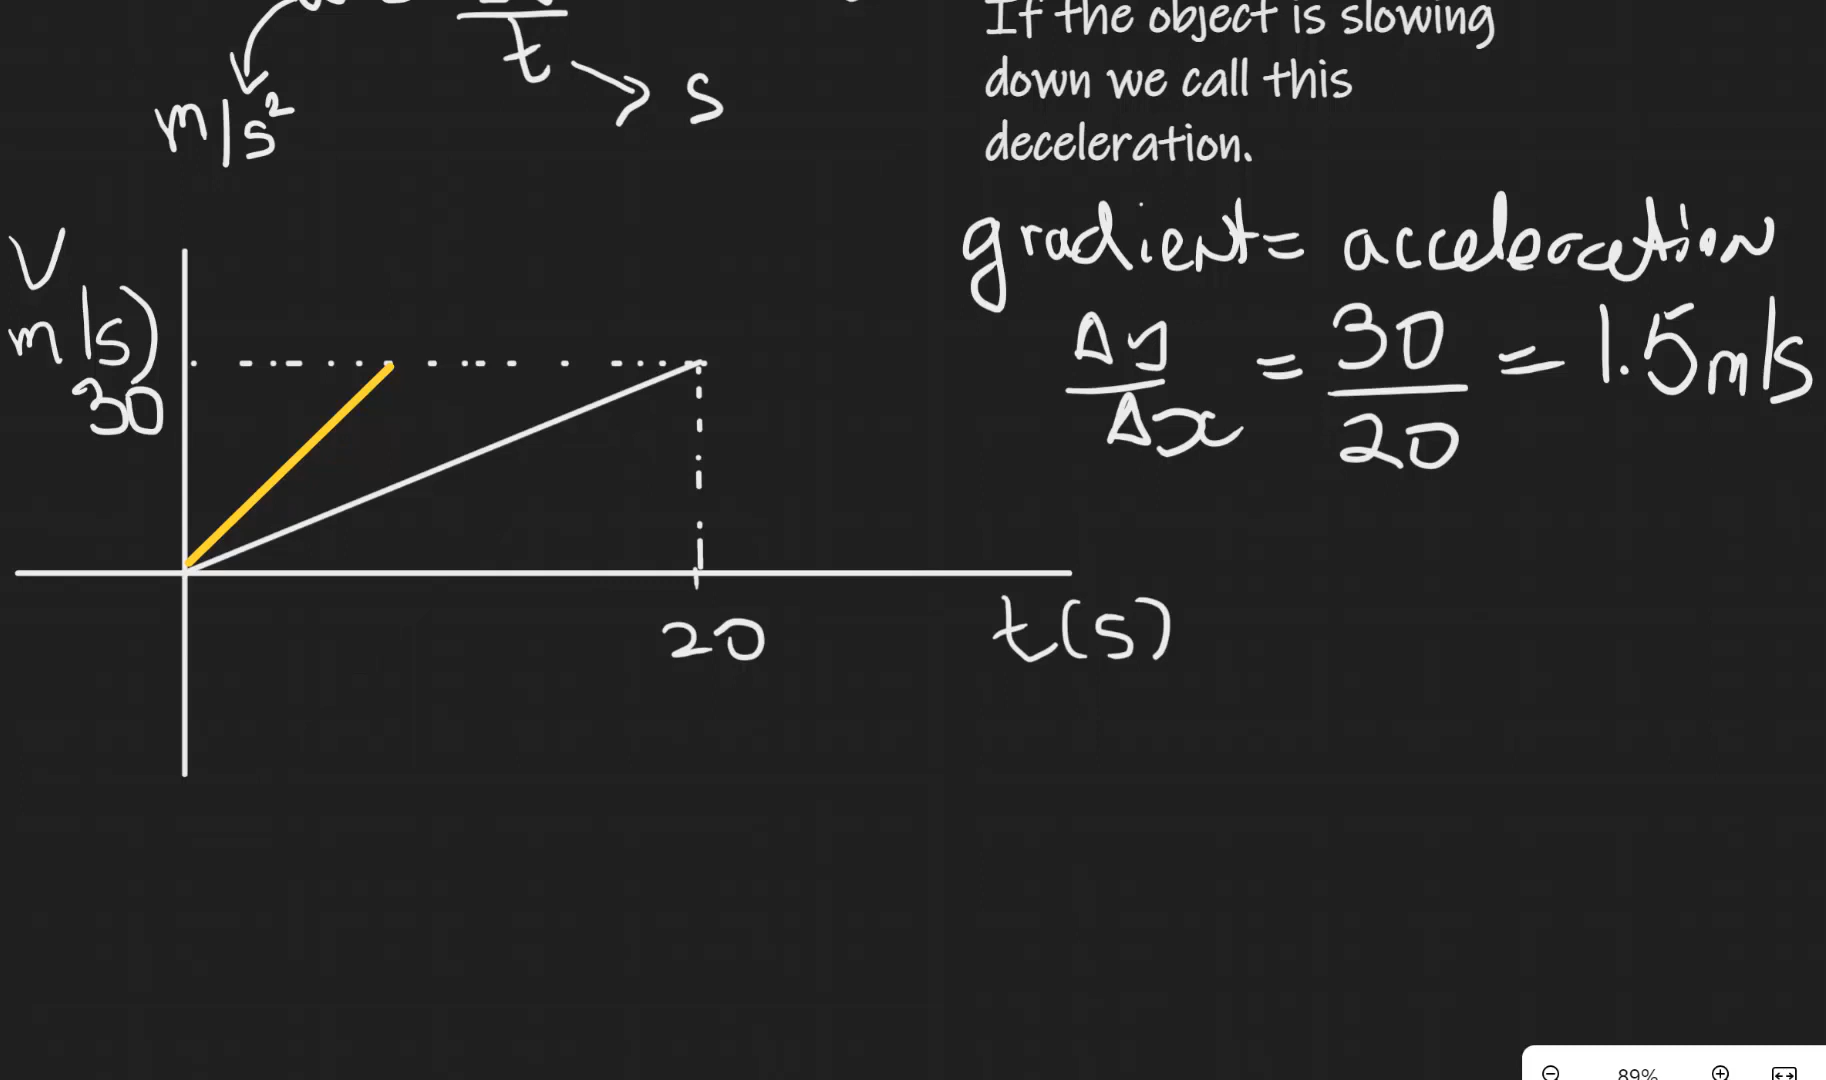 t
s
m/s²
If the object is slowing
down we call this
deceleration.
gradient = acceleration
Δy/Δx = 30/20 = 1.5m/s
V
m/s)
30
20
t(s)
89%